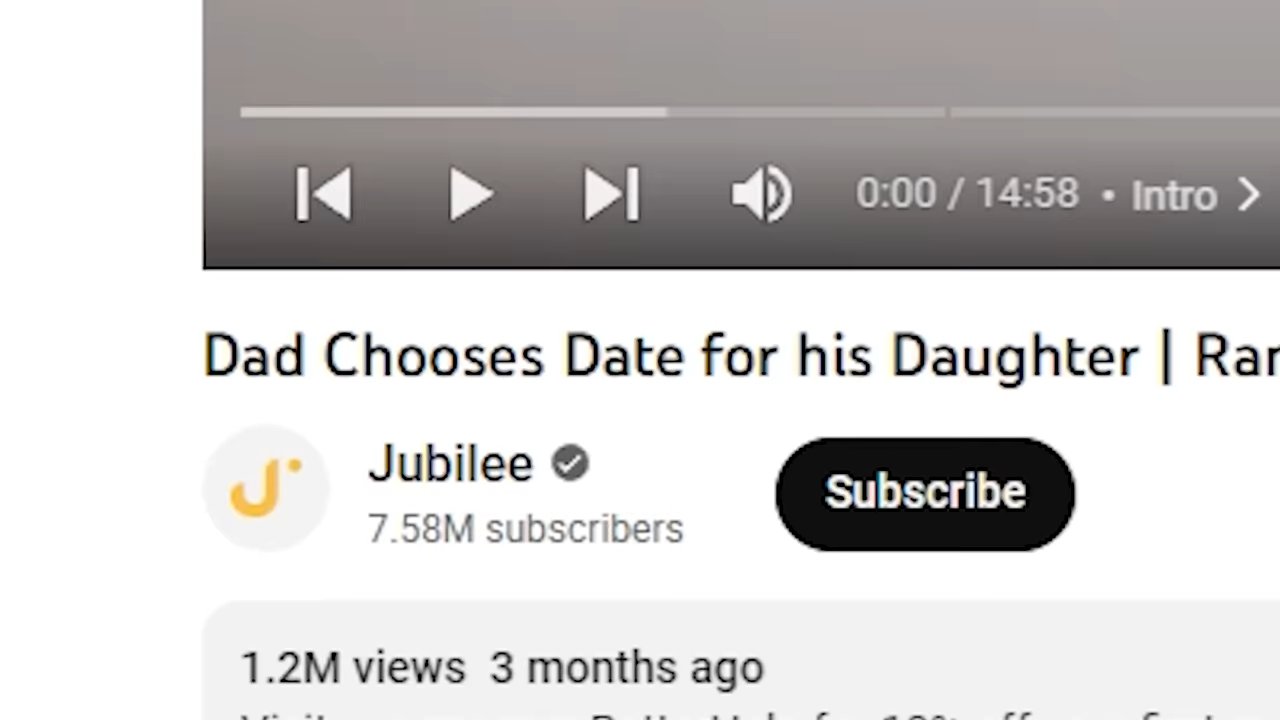 0:00 / 14:58 • Intro
Dad Chooses Date for his Daughter |
Jubilee
7.58M subscribers
Subscribe
1.2M views 3 months ago